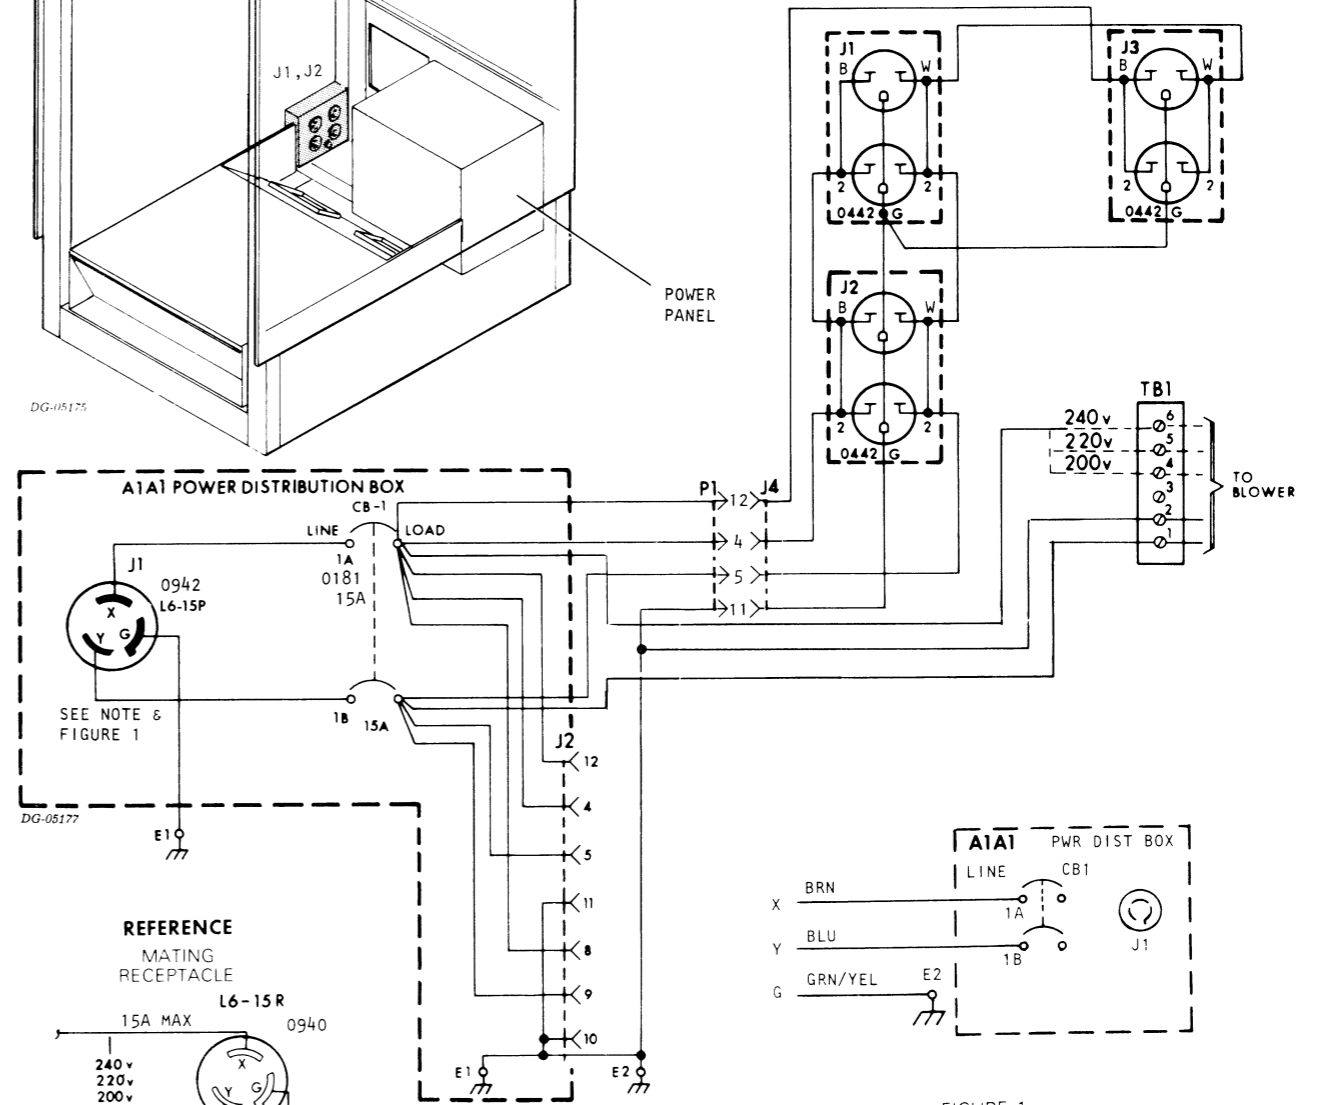 J1,J2
POWER
PANEL
DG-05175
J1
B
W
2
2
0442
G
J3
B
W
2
2
0442
G
J2
B
W
2
2
0442
G
TB1
240v
220v
200v
6
5
4
3
2
1
TO
BLOWER
A1A1 POWER DISTRIBUTION BOX
CB-1
LINE
LOAD
1A
0181
15A
J1
0942
L6-15P
X
Y
G
SEE NOTE &
FIGURE 1
1B
15A
E1
DG-05177
P1
J4
12
4
5
11
J2
12
4
5
11
8
9
10
E1
E2
REFERENCE
MATING
RECEPTACLE
L6-15R
15A MAX
0940
240v
220v
200v
X
Y
G
A1A1
PWR DIST BOX
LINE
CB1
X
BRN
1A
Y
BLU
1B
J1
G
GRN/YEL
E2
FIGURE 1